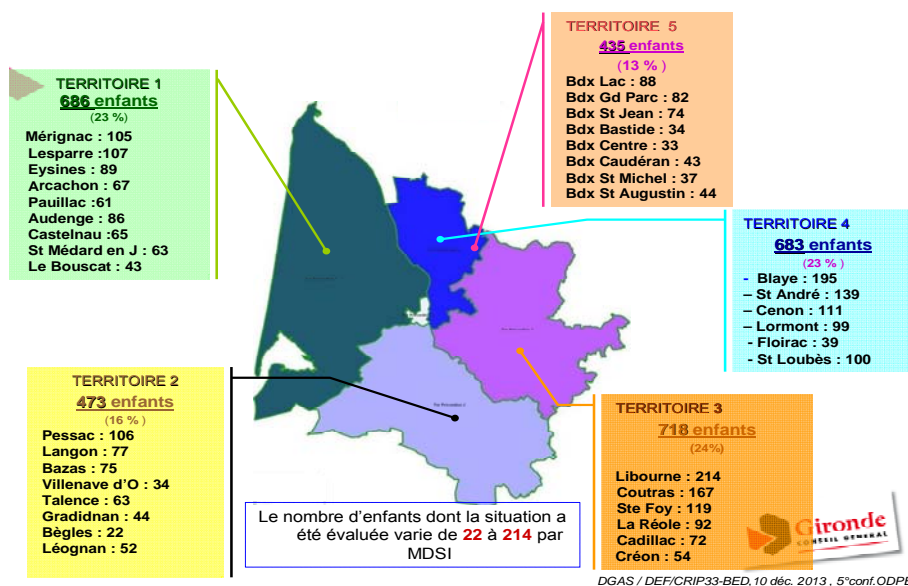 TERRITOIRE 1
686 enfants
(23 %)
Mérignac : 105
Lesparre :107
Eysines : 89
Arcachon : 67
Pauillac :61
Audenge : 86
Castelnau :65
St Médard en J : 63
Le Bouscat : 43
TERRITOIRE 5
435 enfants
(13 % )
Bdx Lac : 88
Bdx Gd Parc : 82
Bdx St Jean : 74
Bdx Bastide : 34
Bdx Centre : 33
Bdx Caudéran : 43
Bdx St Michel : 37
Bdx St Augustin : 44
TERRITOIRE 4
683 enfants
(23 % )
- Blaye : 195
– St André : 139
– Cenon : 111
– Lormont : 99
- Floirac : 39
- St Loubès : 100
TERRITOIRE 2
473 enfants
(16 % )
Pessac : 106
Langon : 77
Bazas : 75
Villenave d'O : 34
Talence : 63
Gradidnan : 44
Bègles : 22
Léognan : 52
TERRITOIRE 3
718 enfants
(24%)
Libourne : 214
Coutras : 167
Ste Foy : 119
La Réole : 92
Cadillac : 72
Créon : 54
Le nombre d'enfants dont la situation a
été évaluée varie de 22 à 214 par
MDSI
Gironde
CONSEIL GENERAL
DGAS / DEF/CRIP33-BED,10 déc. 2013 , 5°conf.ODPE